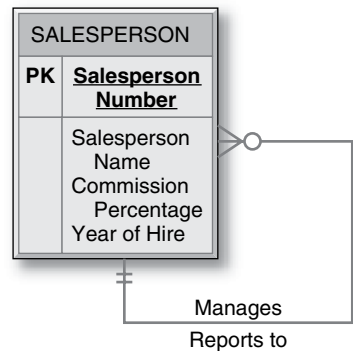 SALESPERSON
PK Salesperson
Number
Salesperson
Name
Commission
Percentage
Year of Hire
Manages
Reports to